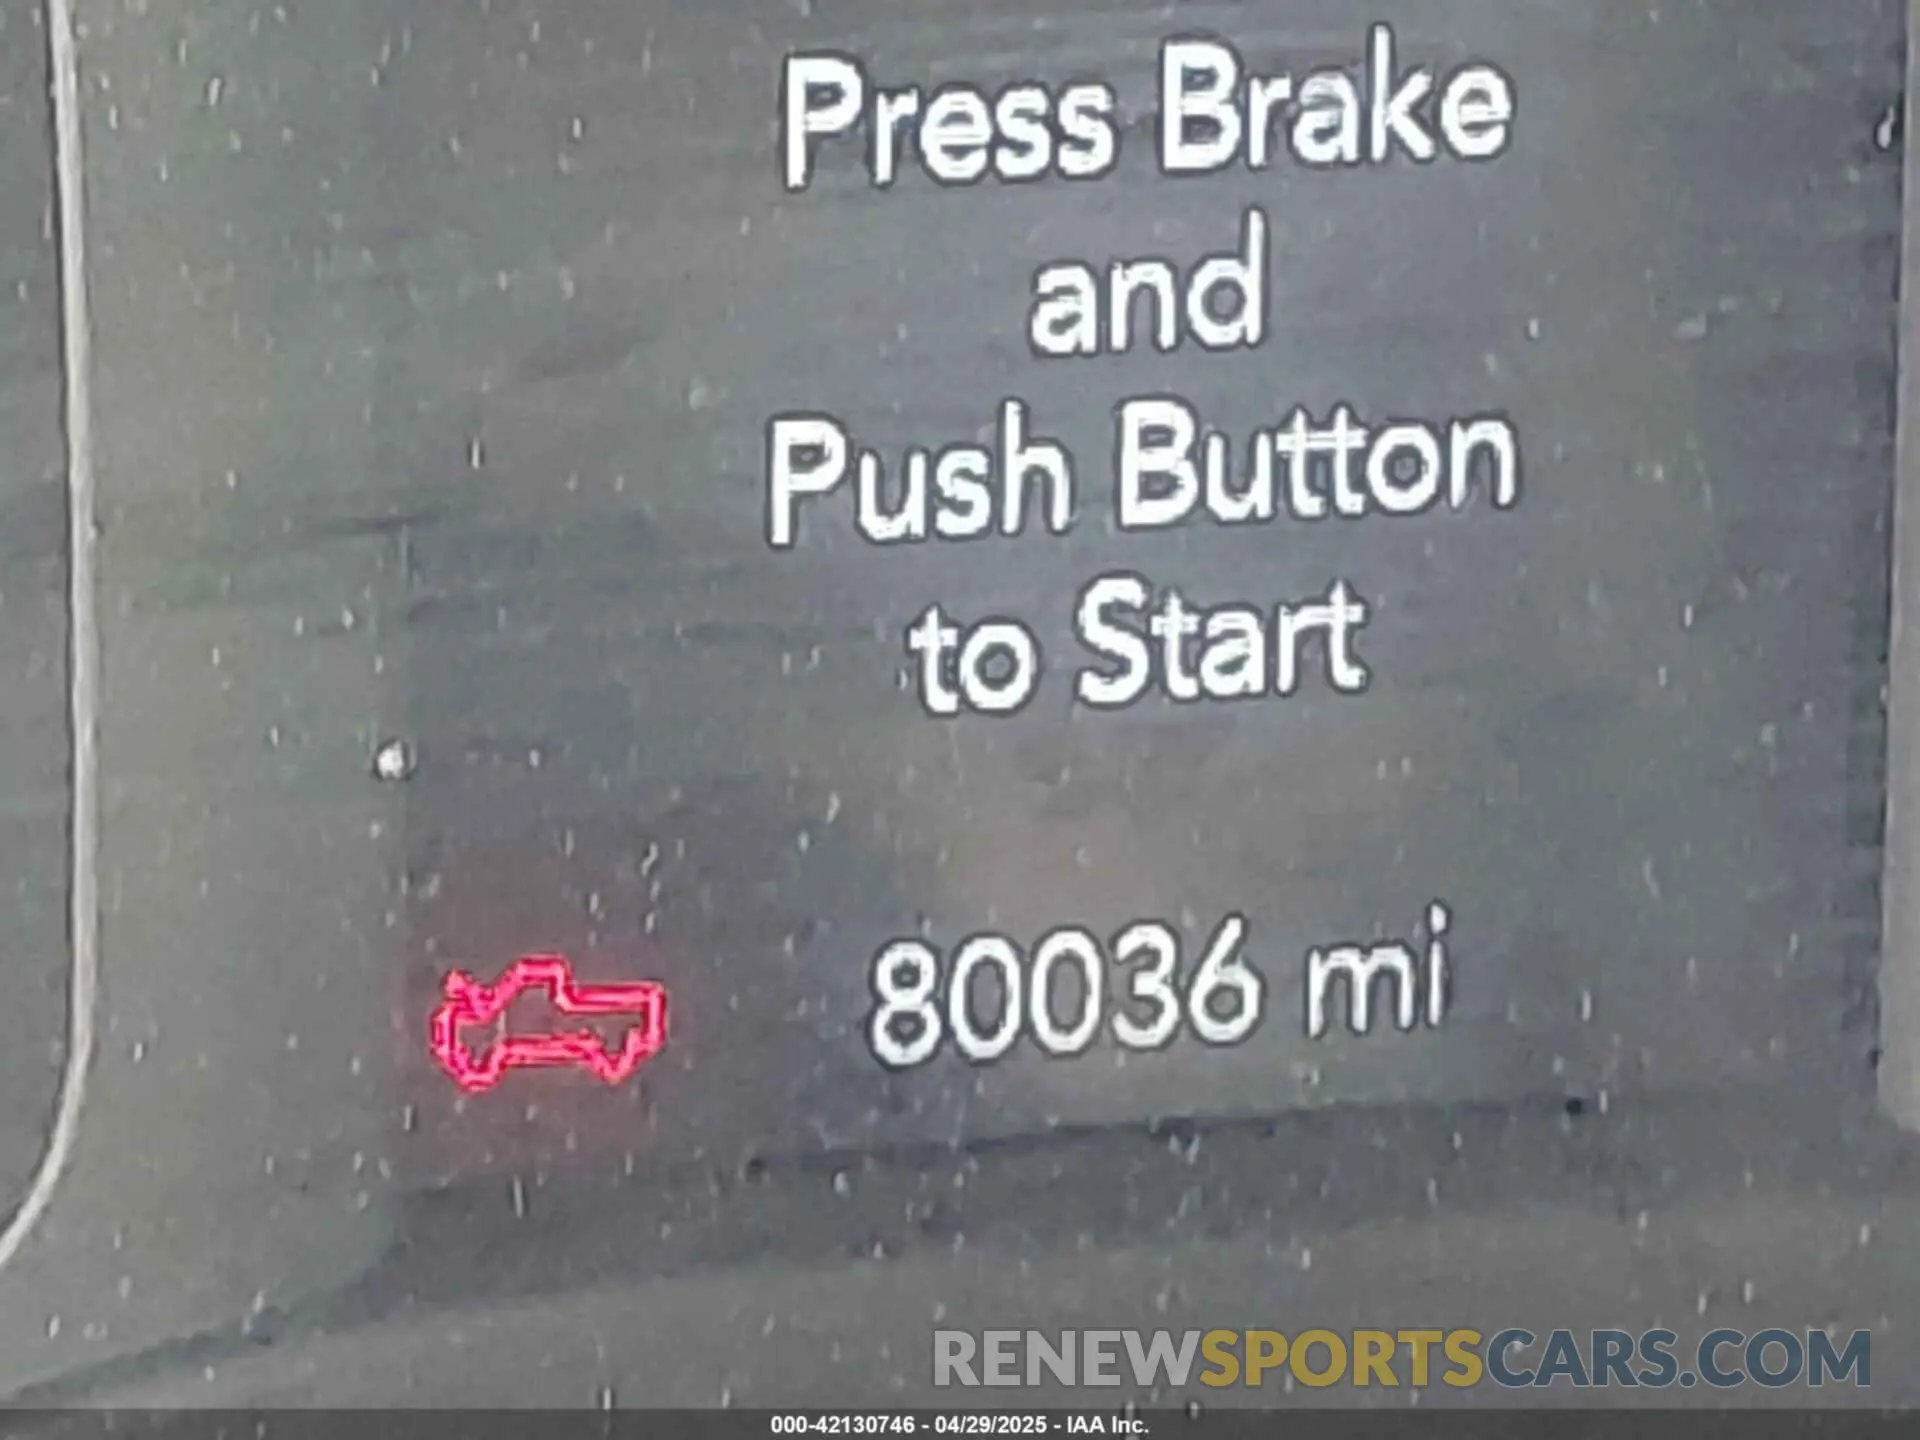 Press Brake
and
Push Button
to Start
80036 mi
RENEWSPORTSCARS.COM
000-42130746 - 04/29/2025 - IAA Inc.